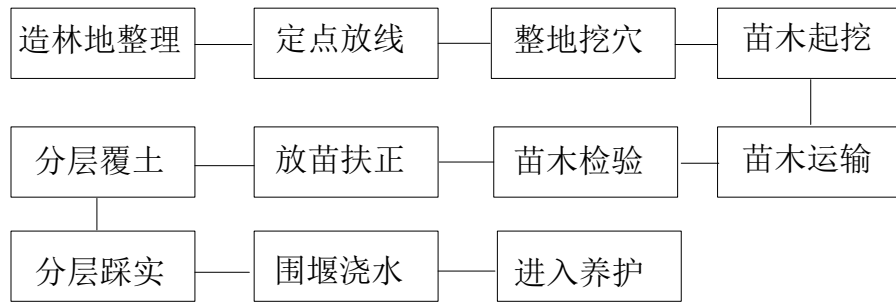 造林地整理 定点放线 整地挖穴 苗木起挖
分层覆土 放苗扶正 苗木检验 苗木运输
分层踩实 围堰浇水 进入养护